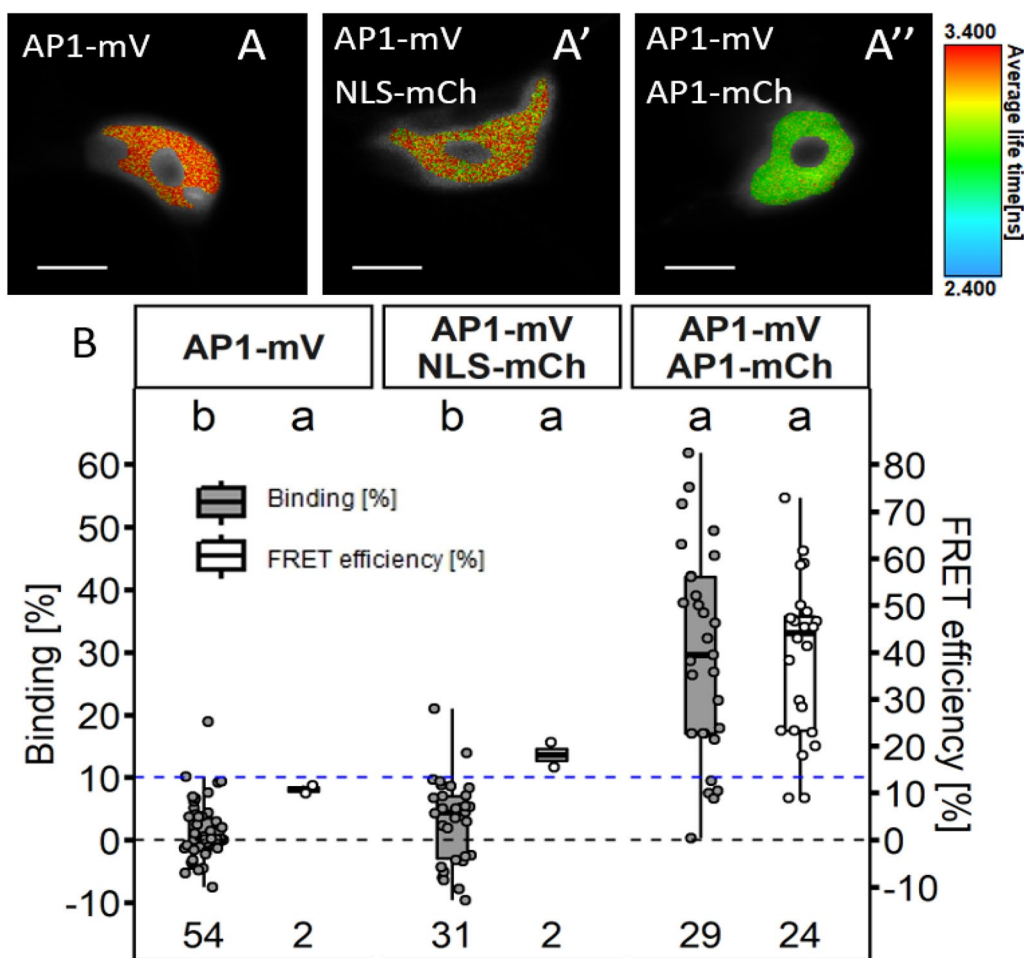 AP1-mV A
AP1-mV A’
NLS-mCh
AP1-mV A’’
AP1-mCh
3.400
Average life time[ns]
2.400
B
AP1-mV
AP1-mV
NLS-mCh
AP1-mV
AP1-mCh
b a b a a a
Binding [%]
60
50
40
30
20
10
0
-10
Binding [%]
FRET efficiency [%]
80
70
60
50
40
30
20
10
0
-10
FRET efficiency [%]
54 2 31 2 29 24